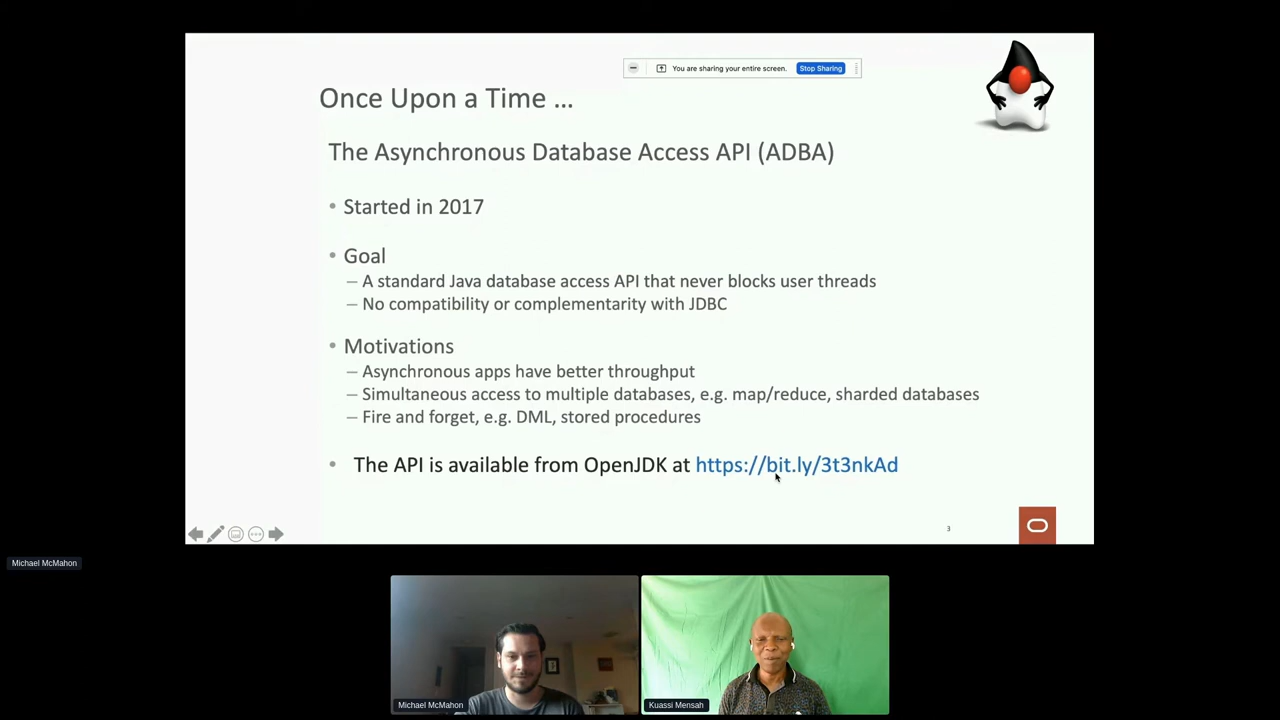 You are sharing your entire screen. Stop Sharing
Once Upon a Time ...
The Asynchronous Database Access API (ADBA)
• Started in 2017
• Goal
– A standard Java database access API that never blocks user threads
– No compatibility or complementarity with JDBC
• Motivations
– Asynchronous apps have better throughput
– Simultaneous access to multiple databases, e.g. map/reduce, sharded databases
– Fire and forget, e.g. DML, stored procedures
• The API is available from OpenJDK at https://bit.ly/3t3nkAd
3
Michael McMahon
Michael McMahon
Kuassi Mensah